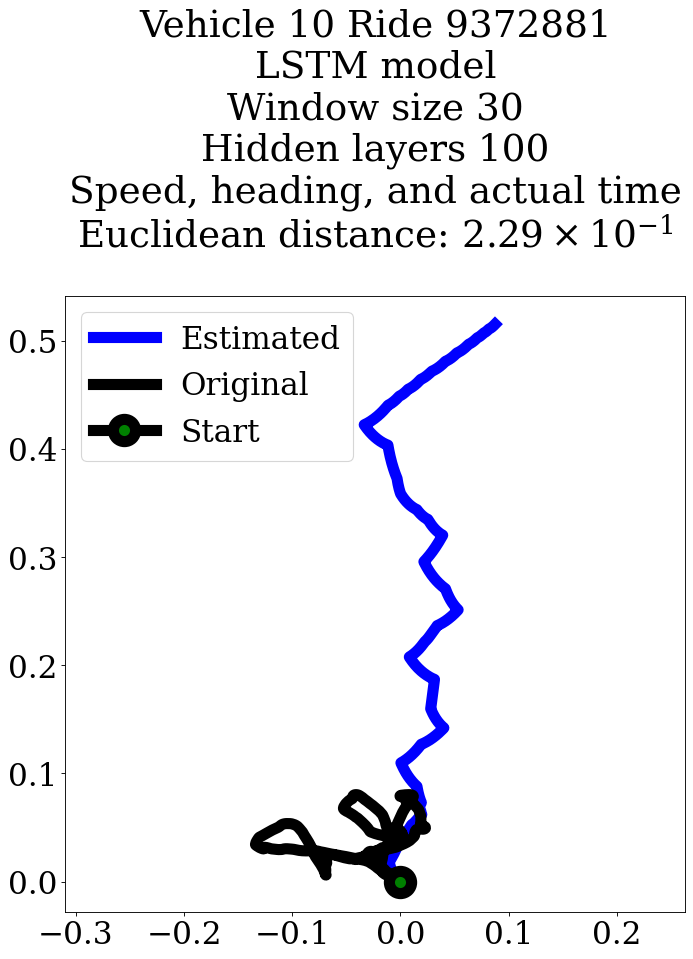 Vehicle 10 Ride 9372881
LSTM model
Window size 30
Hidden layers 100
Speed, heading, and actual time
Euclidean distance: 2.29 × 10⁻¹
Estimated
Original
Start
0.5
0.4
0.3
0.2
0.1
0.0
−0.3 −0.2 −0.1 0.0 0.1 0.2